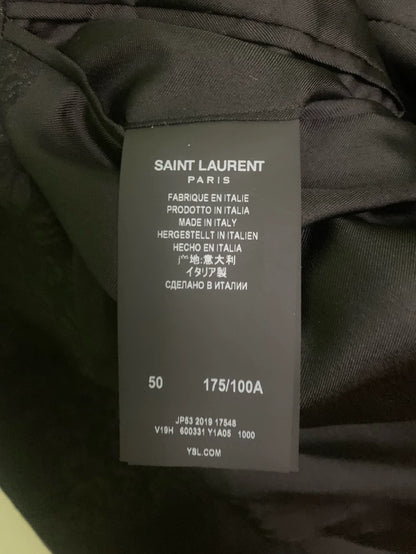 SAINT LAURENT
PARIS
FABRIQUE EN ITALIE
PRODOTTO IN ITALIA
MADE IN ITALY
HERGESTELLT IN ITALIEN
HECHO EN ITALIA
地:意大利
イタリア製
СДЕЛАНО В ИТАЛИИ
50 175/100A
JP53 2019 17548
V19H 600331 Y1A05 1000
YSL.COM